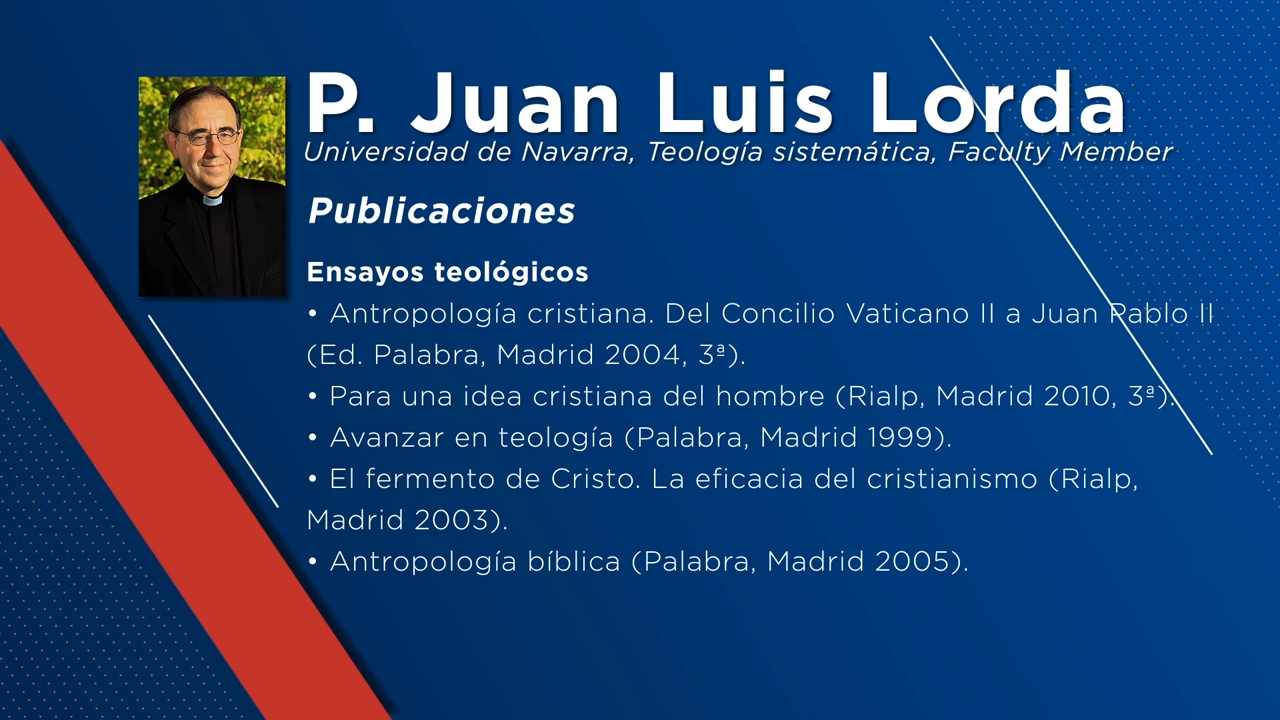 P. Juan Luis Lorda
Universidad de Navarra, Teología sistemática, Faculty Member
Publicaciones
Ensayos teológicos
• Antropología cristiana. Del Concilio Vaticano II a Juan Pablo II
(Ed. Palabra, Madrid 2004, 3ª).
• Para una idea cristiana del hombre (Rialp, Madrid 2010, 3ª).
• Avanzar en teología (Palabra, Madrid 1999).
• El fermento de Cristo. La eficacia del cristianismo (Rialp,
Madrid 2003).
• Antropología bíblica (Palabra, Madrid 2005).